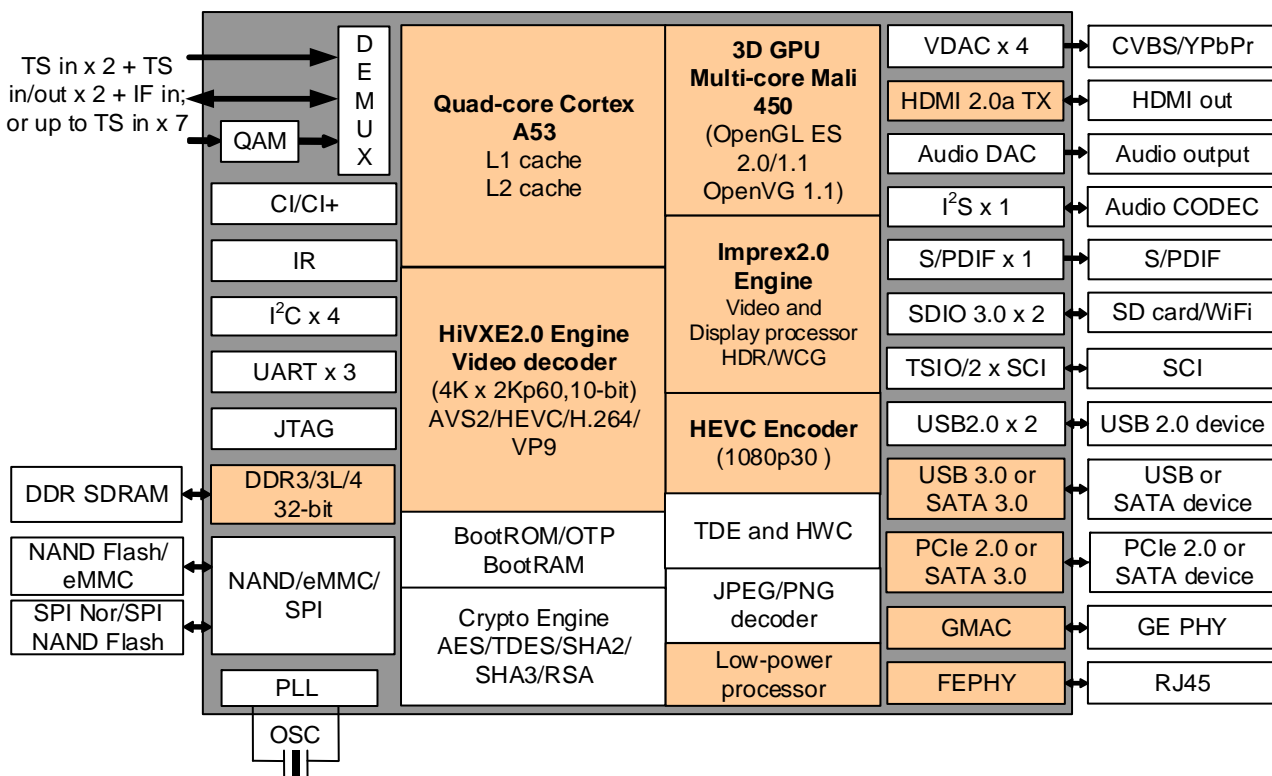 TS in x 2 + TS
in/out x 2 + IF in;
or up to TS in x 7
D
E
M
U
X
QAM
CI/CI+
IR
I²C x 4
UART x 3
JTAG
DDR SDRAM
DDR3/3L/4
32-bit
NAND Flash/
eMMC
SPI Nor/SPI
NAND Flash
NAND/eMMC/
SPI
PLL
OSC
Quad-core Cortex
A53
L1 cache
L2 cache
HiVXE2.0 Engine
Video decoder
(4K x 2Kp60,10-bit)
AVS2/HEVC/H.264/
VP9
BootROM/OTP
BootRAM
Crypto Engine
AES/TDES/SHA2/
SHA3/RSA
3D GPU
Multi-core Mali
450
(OpenGL ES
2.0/1.1
OpenVG 1.1)
Imprex2.0
Engine
Video and
Display processor
HDR/WCG
HEVC Encoder
(1080p30 )
TDE and HWC
JPEG/PNG
decoder
Low-power
processor
VDAC x 4
CVBS/YPbPr
HDMI 2.0a TX
HDMI out
Audio DAC
Audio output
I²S x 1
Audio CODEC
S/PDIF x 1
S/PDIF
SDIO 3.0 x 2
SD card/WiFi
TSIO/2 x SCI
SCI
USB2.0 x 2
USB 2.0 device
USB 3.0 or
SATA 3.0
USB or
SATA device
PCIe 2.0 or
SATA 3.0
PCIe 2.0 or
SATA device
GMAC
GE PHY
FEPHY
RJ45